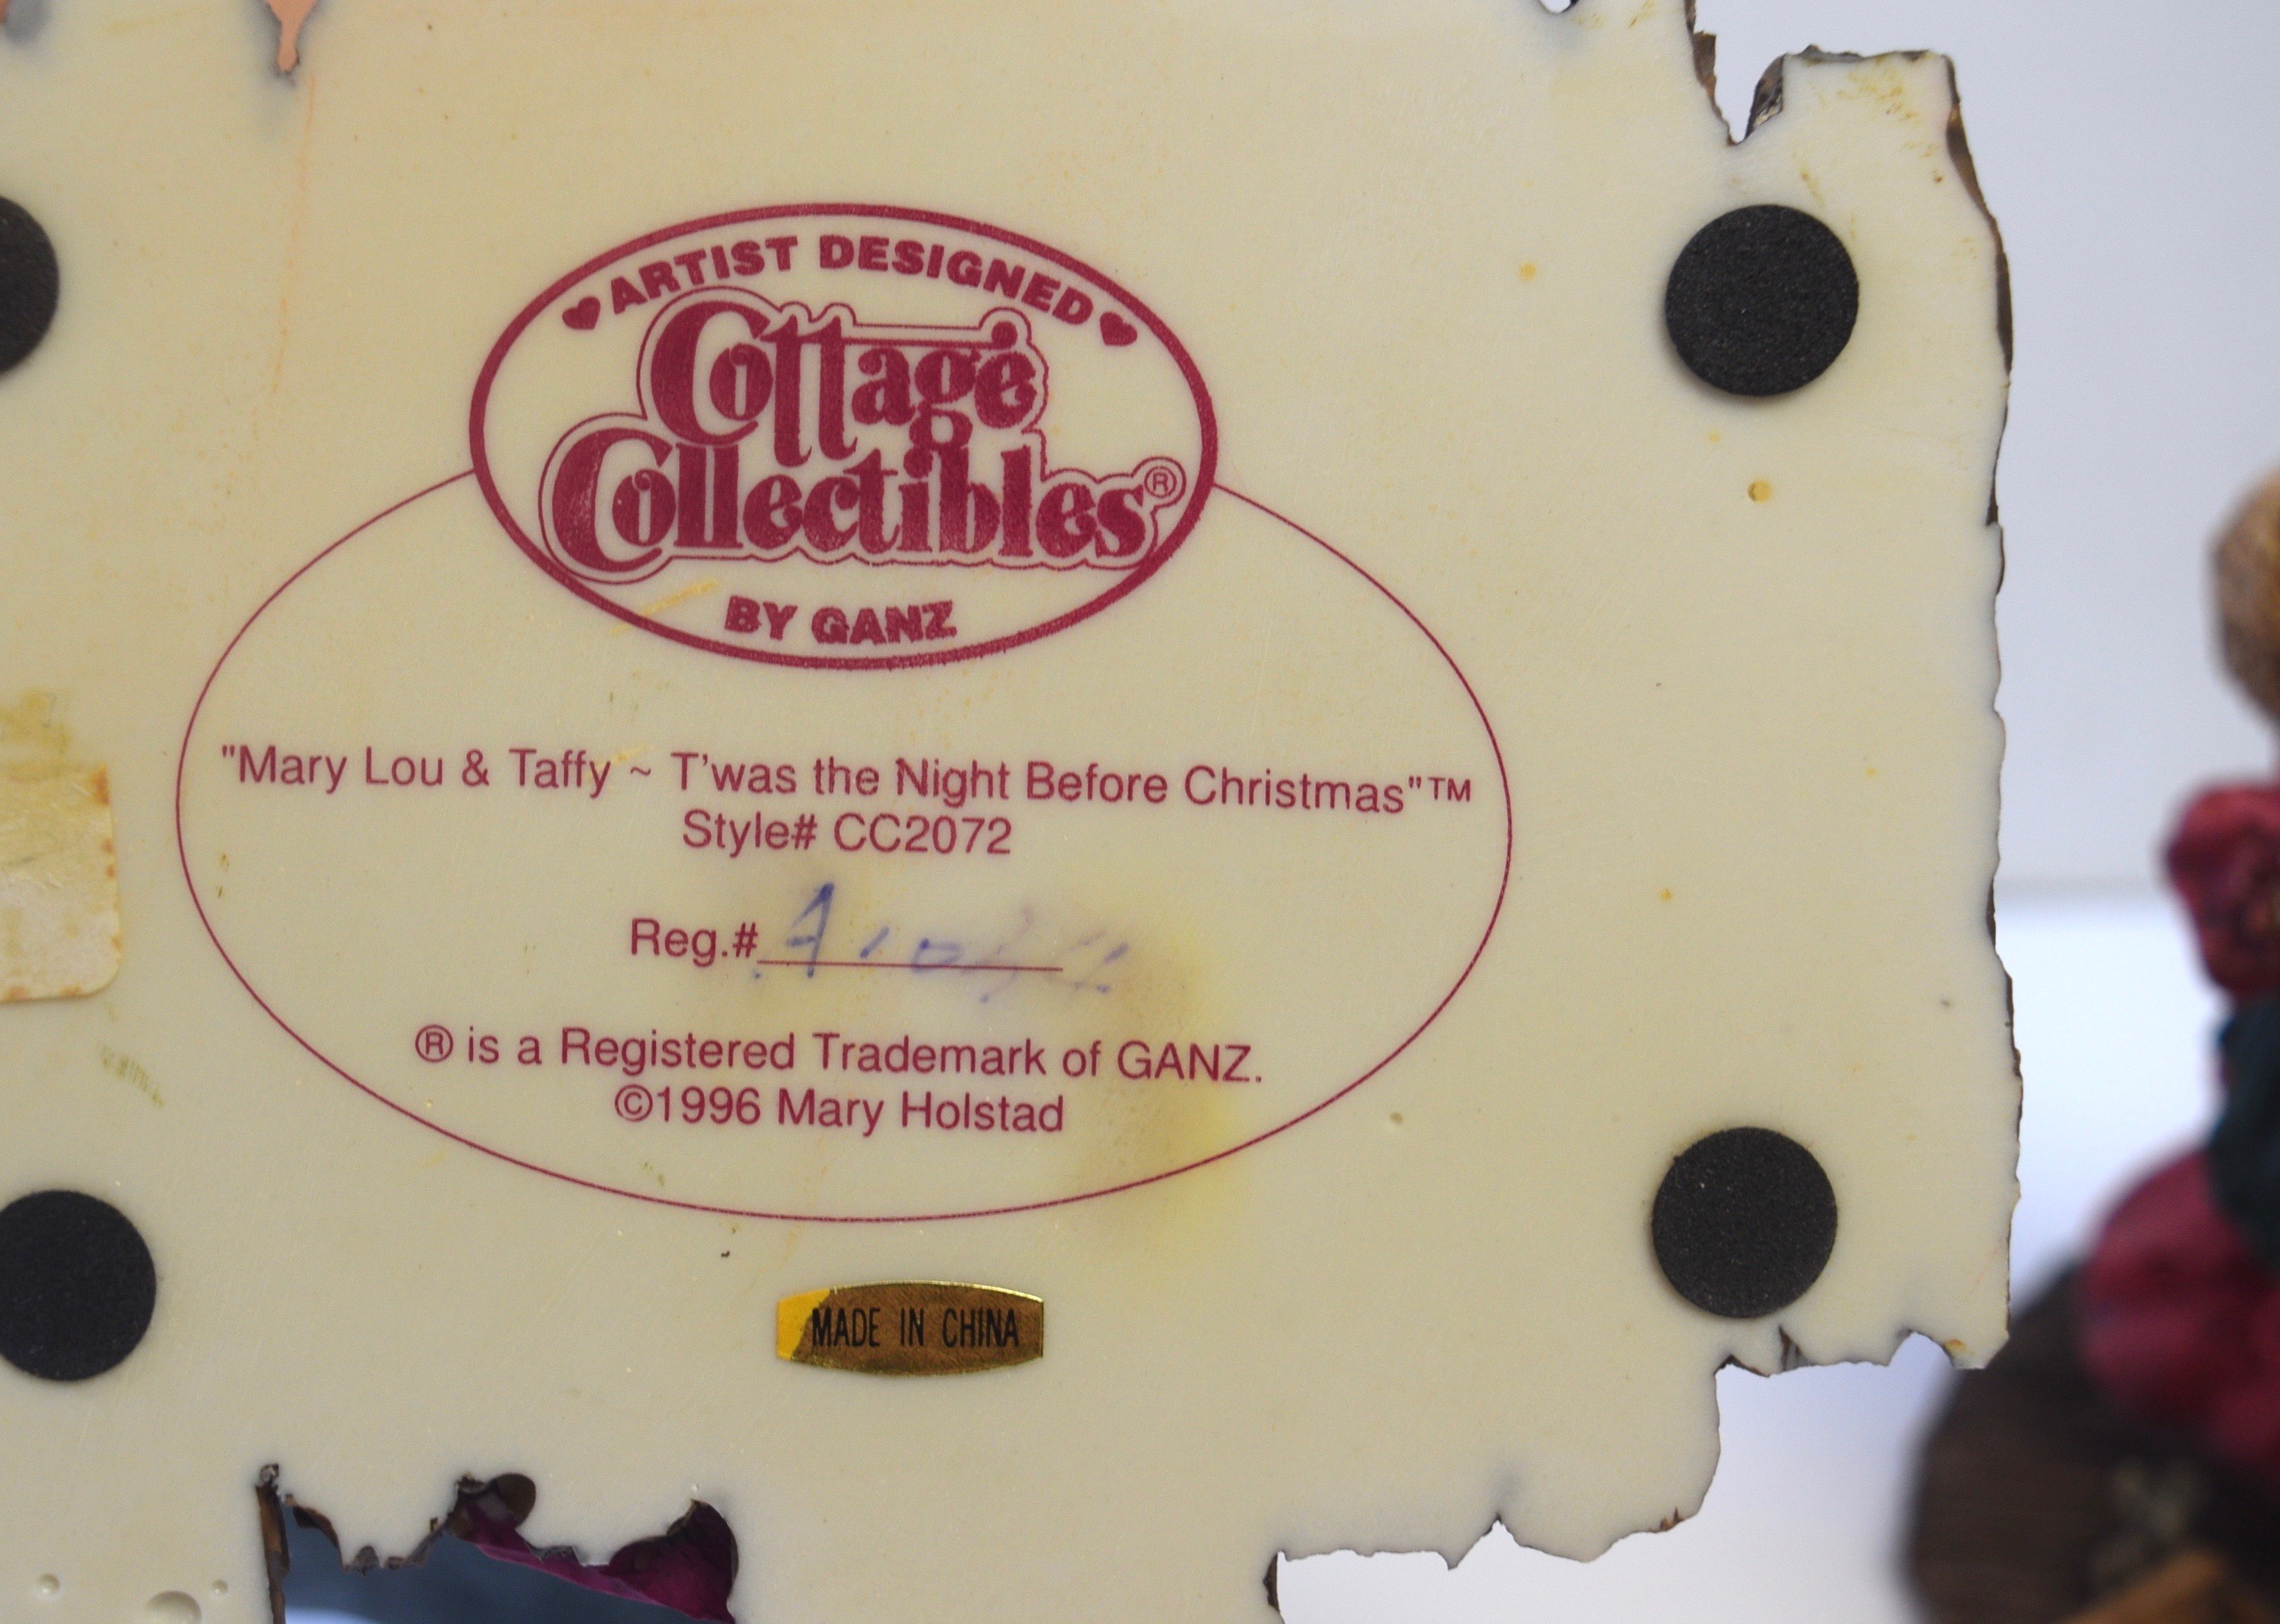 ARTIST DESIGNED
Cottage
Collectibles®
BY GANZ
"Mary Lou & Taffy ~ T'was the Night Before Christmas"™
Style# CC2072
Reg.#
® is a Registered Trademark of GANZ.
©1996 Mary Holstad
MADE IN CHINA